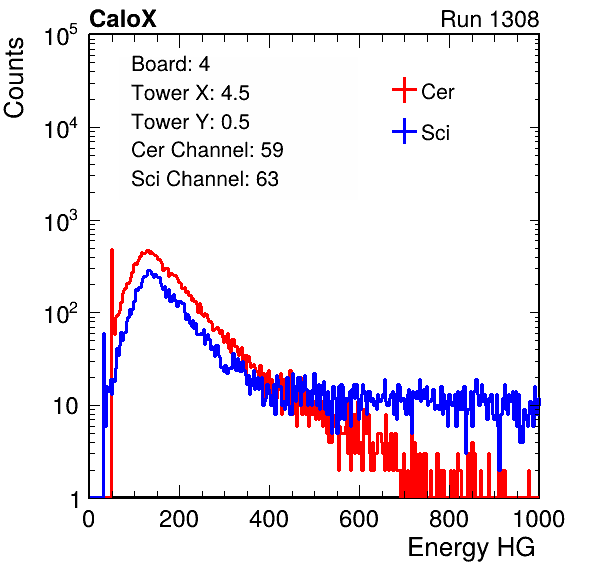 CaloX Run 1308
Counts
Board: 4
Tower X: 4.5
Tower Y: 0.5
Cer Channel: 59
Sci Channel: 63
Cer
Sci
10^5
10^4
10^3
10^2
10
1
0 200 400 600 800 1000
Energy HG